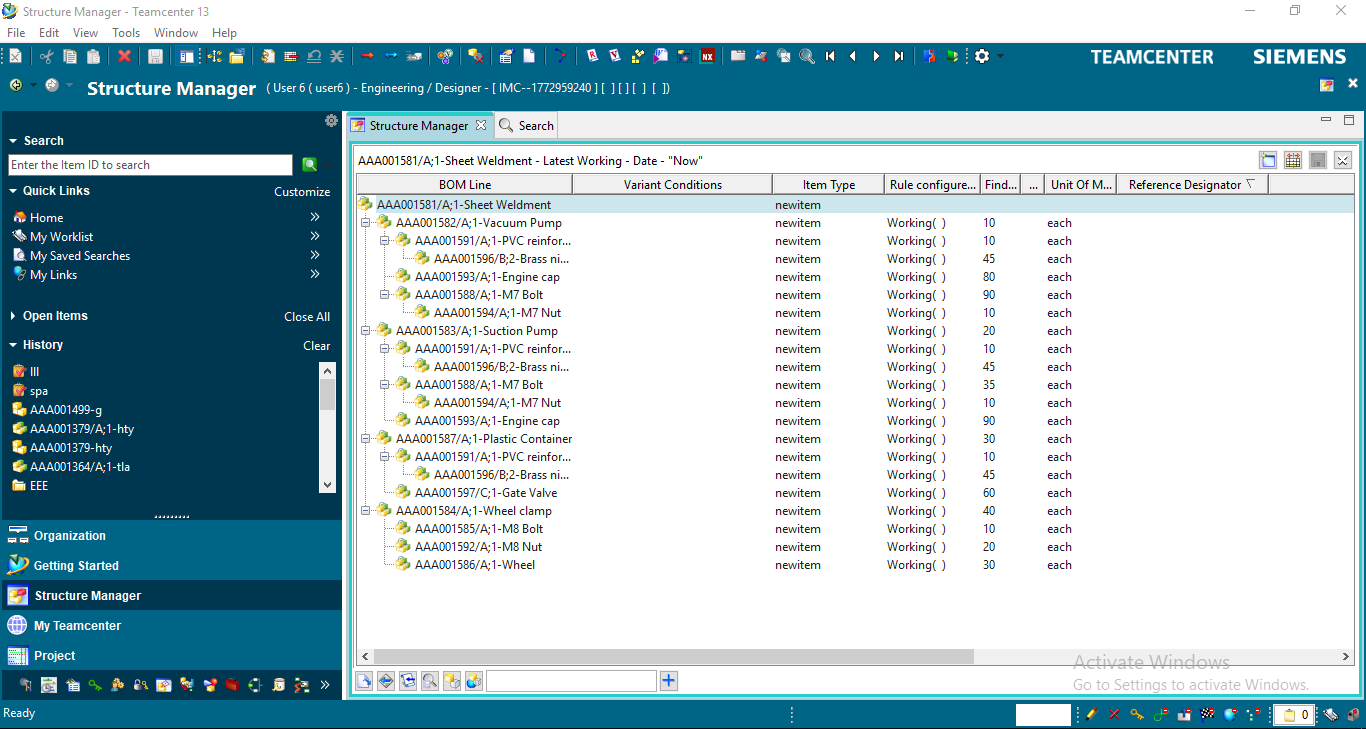 Structure Manager - Teamcenter 13
File Edit View Tools Window Help
TEAMCENTER SIEMENS
Structure Manager ( User 6 ( user6 ) - Engineering / Designer - [ IMC--1772959240 ] [ ] [ ] [ ] [ ])
Search
Enter the Item ID to search
Quick Links Customize
Home
My Worklist
My Saved Searches
My Links
Open Items Close All
History Clear
lll
spa
AAA001499-g
AAA001379/A;1-hty
AAA001379-hty
AAA001364/A;1-tla
EEE
Organization
Getting Started
Structure Manager
My Teamcenter
Project
Structure Manager Search
AAA001581/A;1-Sheet Weldment - Latest Working - Date - "Now"
BOM Line Variant Conditions Item Type Rule configure... Find... ... Unit Of M... Reference Designator
AAA001581/A;1-Sheet Weldment newitem
AAA001582/A;1-Vacuum Pump newitem Working( ) 10 each
AAA001591/A;1-PVC reinfor... newitem Working( ) 10 each
AAA001596/B;2-Brass ni... newitem Working( ) 45 each
AAA001593/A;1-Engine cap newitem Working( ) 80 each
AAA001588/A;1-M7 Bolt newitem Working( ) 90 each
AAA001594/A;1-M7 Nut newitem Working( ) 10 each
AAA001583/A;1-Suction Pump newitem Working( ) 20 each
AAA001591/A;1-PVC reinfor... newitem Working( ) 10 each
AAA001596/B;2-Brass ni... newitem Working( ) 45 each
AAA001588/A;1-M7 Bolt newitem Working( ) 35 each
AAA001594/A;1-M7 Nut newitem Working( ) 10 each
AAA001593/A;1-Engine cap newitem Working( ) 90 each
AAA001587/A;1-Plastic Container newitem Working( ) 30 each
AAA001591/A;1-PVC reinfor... newitem Working( ) 10 each
AAA001596/B;2-Brass ni... newitem Working( ) 45 each
AAA001597/C;1-Gate Valve newitem Working( ) 60 each
AAA001584/A;1-Wheel clamp newitem Working( ) 40 each
AAA001585/A;1-M8 Bolt newitem Working( ) 10 each
AAA001592/A;1-M8 Nut newitem Working( ) 20 each
AAA001586/A;1-Wheel newitem Working( ) 30 each
Activate Windows
Go to Settings to activate Windows.
Ready
0